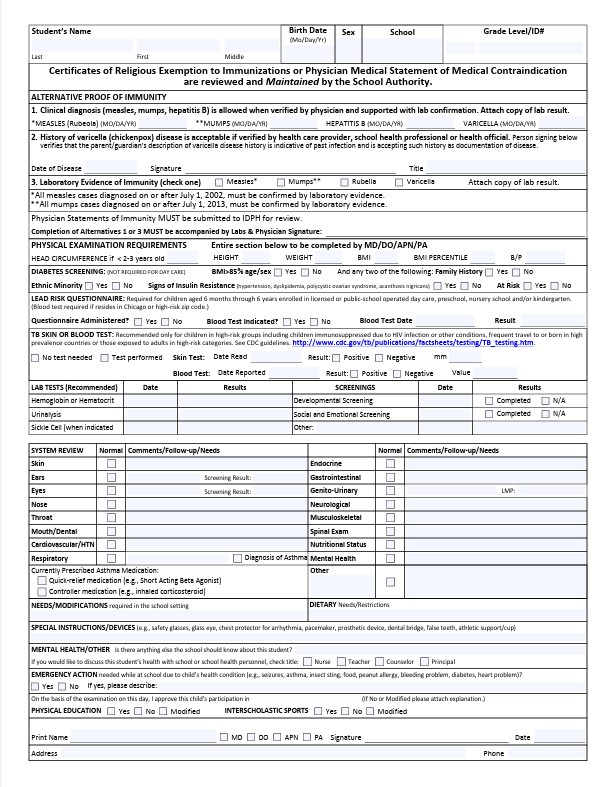 Student's Name Birth Date Sex School Grade Level/ID#
(Mo/Day/Yr)
Last First Middle
Certificates of Religious Exemption to Immunizations or Physician Medical Statement of Medical Contraindication
are reviewed and Maintained by the School Authority.
ALTERNATIVE PROOF OF IMMUNITY
1. Clinical diagnosis (measles, mumps, hepatitis B) is allowed when verified by physician and supported with lab confirmation. Attach copy of lab result.
*MEASLES (Rubeola) (MO/DA/YR) **MUMPS (MO/DA/YR) HEPATITIS B (MO/DA/YR) VARICELLA (MO/DA/YR)
2. History of varicella (chickenpox) disease is acceptable if verified by health care provider, school health professional or health official. Person signing below
verifies that the parent/guardian's description of varicella disease history is indicative of past infection and is accepting such history as documentation of disease.
Date of Disease Signature Title
3. Laboratory Evidence of Immunity (check one) Measles* Mumps** Rubella Varicella Attach copy of lab result.
*All measles cases diagnosed on or after July 1, 2002, must be confirmed by laboratory evidence.
**All mumps cases diagnosed on or after July 1, 2013, must be confirmed by laboratory evidence.
Physician Statements of Immunity MUST be submitted to IDPH for review.
Completion of Alternatives 1 or 3 MUST be accompanied by Labs & Physician Signature:
PHYSICAL EXAMINATION REQUIREMENTS Entire section below to be completed by MD/DO/APN/PA
HEAD CIRCUMFERENCE if < 2-3 years old HEIGHT WEIGHT BMI BMI PERCENTILE B/P
DIABETES SCREENING: (NOT REQUIRED FOR DAY CARE) BMI>85% age/sex Yes No And any two of the following: Family History Yes No
Ethnic Minority Yes No Signs of Insulin Resistance (hypertension, dyslipidemia, polycystic ovarian syndrome, acanthosis nigricans) Yes No At Risk Yes No
LEAD RISK QUESTIONNAIRE: Required for children aged 6 months through 6 years enrolled in licensed or public-school operated day care, preschool, nursery school and/or kindergarten.
(Blood test required if resides in Chicago or high-risk zip code.)
Questionnaire Administered? Yes No Blood Test Indicated? Yes No Blood Test Date Result
TB SKIN OR BLOOD TEST: Recommended only for children in high-risk groups including children immunosuppressed due to HIV infection or other conditions, frequent travel to or born in high
prevalence countries or those exposed to adults in high-risk categories. See CDC guidelines. http://www.cdc.gov/tb/publications/factsheets/testing/TB_testing.htm.
No test needed Test performed Skin Test: Date Read Result: Positive Negative mm
Blood Test: Date Reported Result: Positive Negative Value
LAB TESTS (Recommended) Date Results SCREENINGS Date Results
Hemoglobin or Hematocrit Developmental Screening Completed N/A
Urinalysis Social and Emotional Screening Completed N/A
Sickle Cell (when indicated Other:
SYSTEM REVIEW Normal Comments/Follow-up/Needs Normal Comments/Follow-up/Needs
Skin Endocrine
Ears Screening Result: Gastrointestinal
Eyes Screening Result: Genito-Urinary LMP:
Nose Neurological
Throat Musculoskeletal
Mouth/Dental Spinal Exam
Cardiovascular/HTN Nutritional Status
Respiratory Diagnosis of Asthma Mental Health
Currently Prescribed Asthma Medication: Other
Quick-relief medication (e.g., Short Acting Beta Agonist)
Controller medication (e.g., inhaled corticosteroid)
NEEDS/MODIFICATIONS required in the school setting DIETARY Needs/Restrictions
SPECIAL INSTRUCTIONS/DEVICES (e.g., safety glasses, glass eye, chest protector for arrhythmia, pacemaker, prosthetic device, dental bridge, false teeth, athletic support/cup)
MENTAL HEALTH/OTHER Is there anything else the school should know about this student?
If you would like to discuss this student's health with school or school health personnel, check title: Nurse Teacher Counselor Principal
EMERGENCY ACTION needed while at school due to child's health condition (e.g., seizures, asthma, insect sting, food, peanut allergy, bleeding problem, diabetes, heart problem)?
Yes No If yes, please describe:
On the basis of the examination on this day, I approve this child's participation in (If No or Modified please attach explanation.)
PHYSICAL EDUCATION Yes No Modified INTERSCHOLASTIC SPORTS Yes No Modified
Print Name MD DO APN PA Signature Date
Address Phone